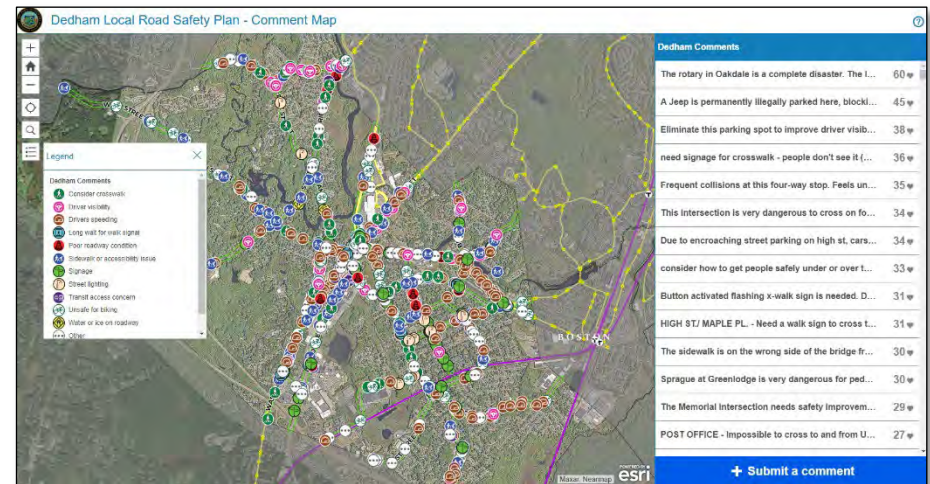 Dedham Local Road Safety Plan - Comment Map
Legend
Dedham Comments
Consider crosswalk
Driver visibility
Drivers speeding
Long wait for walk signal
Poor roadway condition
Sidewalk or accessibility issue
Signage
Street lighting
Transit access concern
Unsafe for biking
Water or ice on roadway
Other
BOSTON
Maxar, Nearmap
POWERED BY
esri
Dedham Comments
The rotary in Oakdale is a complete disaster. The l... 60
A Jeep is permanently illegally parked here, blocki... 45
Eliminate this parking spot to improve driver visib... 38
need signage for crosswalk - people don't see it (... 36
Frequent collisions at this four-way stop. Feels un... 35
This intersection is very dangerous to cross on fo... 34
Due to encroaching street parking on high st, cars... 34
consider how to get people safely under or over t... 33
Button activated flashing x-walk sign is needed. D... 31
HIGH ST/ MAPLE PL. - Need a walk sign to cross t... 31
The sidewalk is on the wrong side of the bridge fr... 30
Sprague at Greenlodge is very dangerous for ped... 30
The Memorial Intersection needs safety improvem... 29
POST OFFICE - Impossible to cross to and from U... 27
+ Submit a comment